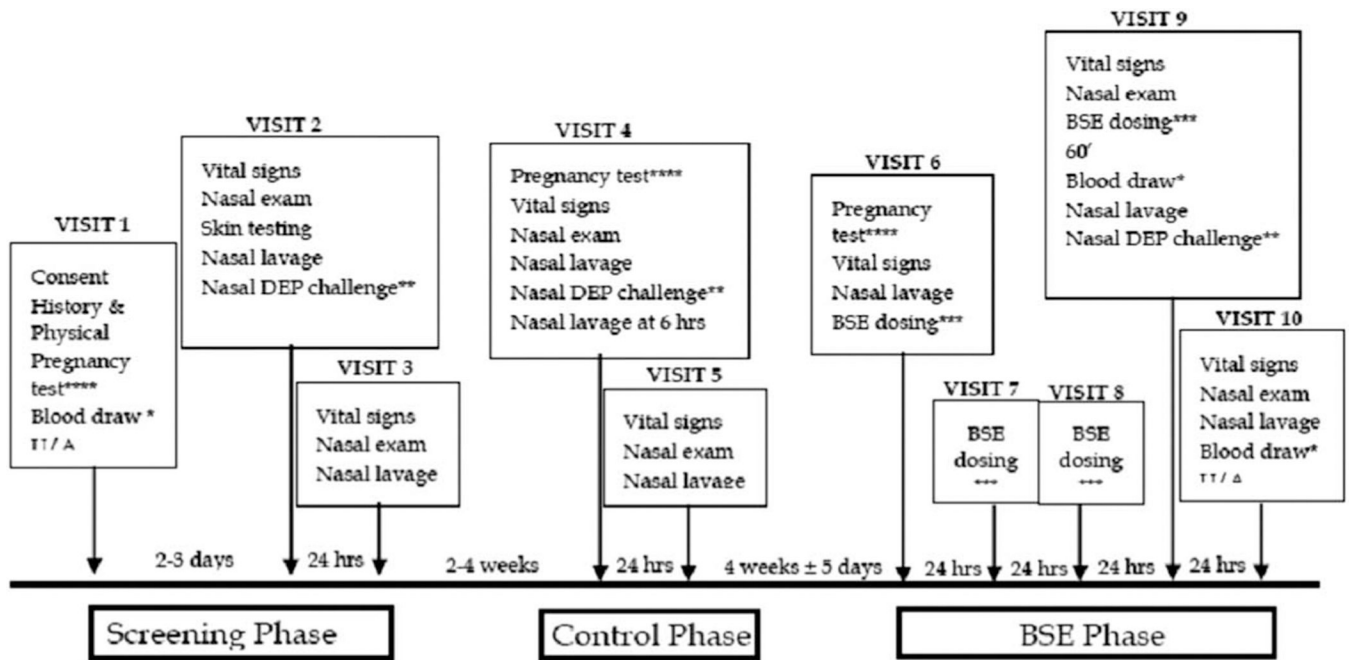 VISIT 1
Consent
History &
Physical
Pregnancy
test****
Blood draw *
VISIT 2
Vital signs
Nasal exam
Skin testing
Nasal lavage
Nasal DEP challenge**
VISIT 3
Vital signs
Nasal exam
Nasal lavage
VISIT 4
Pregnancy test****
Vital signs
Nasal exam
Nasal lavage
Nasal DEP challenge**
Nasal lavage at 6 hrs
VISIT 5
Vital signs
Nasal exam
Nasal lavage
VISIT 6
Pregnancy
test****
Vital signs
Nasal lavage
BSE dosing***
VISIT 7
BSE
dosing
***
VISIT 8
BSE
dosing
***
VISIT 9
Vital signs
Nasal exam
BSE dosing***
60′
Blood draw*
Nasal lavage
Nasal DEP challenge**
VISIT 10
Vital signs
Nasal exam
Nasal lavage
Blood draw*
2-3 days
24 hrs
2-4 weeks
24 hrs
4 weeks ± 5 days
24 hrs
24 hrs
24 hrs
24 hrs
Screening Phase
Control Phase
BSE Phase